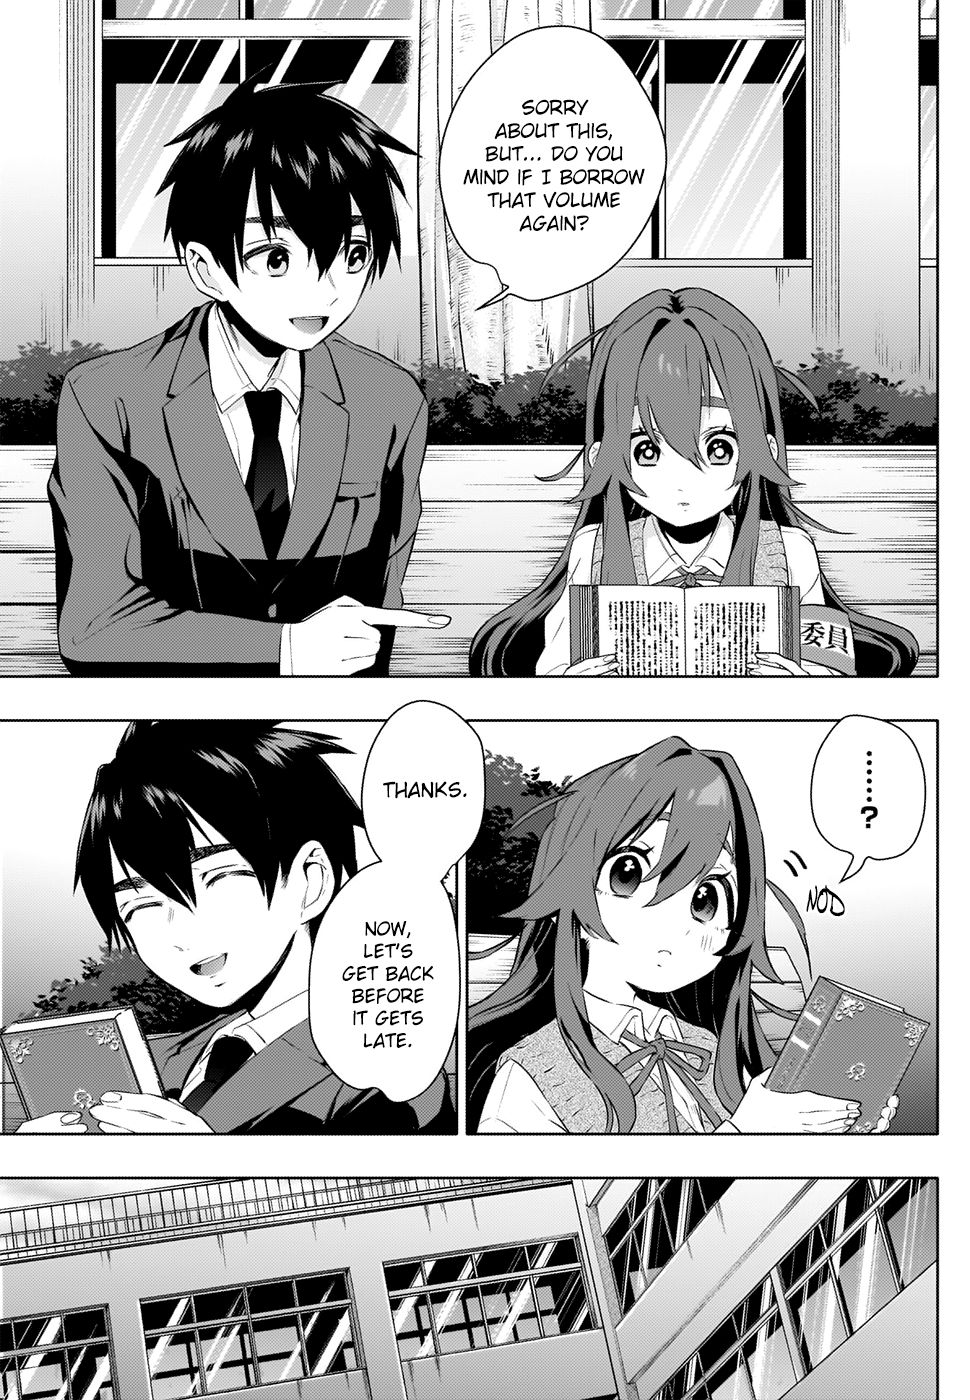 SORRY
ABOUT THIS,
BUT... DO YOU
MIND IF I BORROW
THAT VOLUME
AGAIN?
委員
.......?
NOD
THANKS.
NOW,
LET'S
GET BACK
BEFORE
IT GETS
LATE.